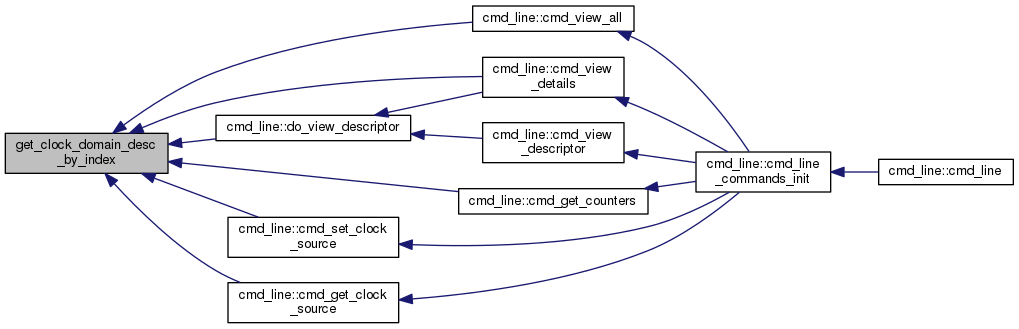 cmd_line::cmd_view_all
cmd_line::cmd_view
_details
cmd_line::do_view_descriptor
get_clock_domain_desc
_by_index
cmd_line::cmd_view
_descriptor
cmd_line::cmd_line
_commands_init
cmd_line::cmd_line
cmd_line::cmd_get_counters
cmd_line::cmd_set_clock
_source
cmd_line::cmd_get_clock
_source